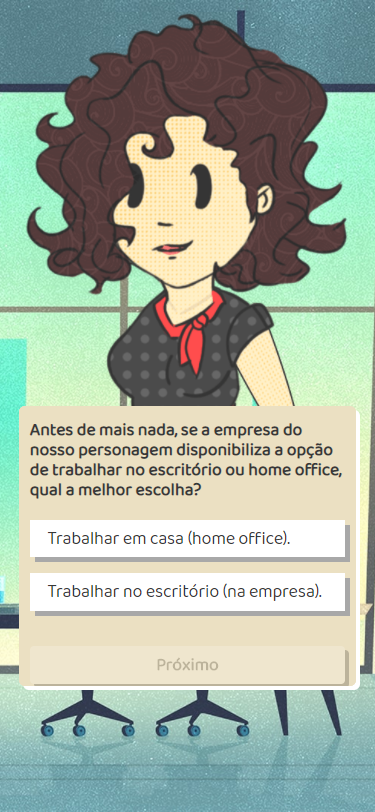 Antes de mais nada, se a empresa do
nosso personagem disponibiliza a opção
de trabalhar no escritório ou home office,
qual a melhor escolha?
Trabalhar em casa (home office).
Trabalhar no escritório (na empresa).
Próximo